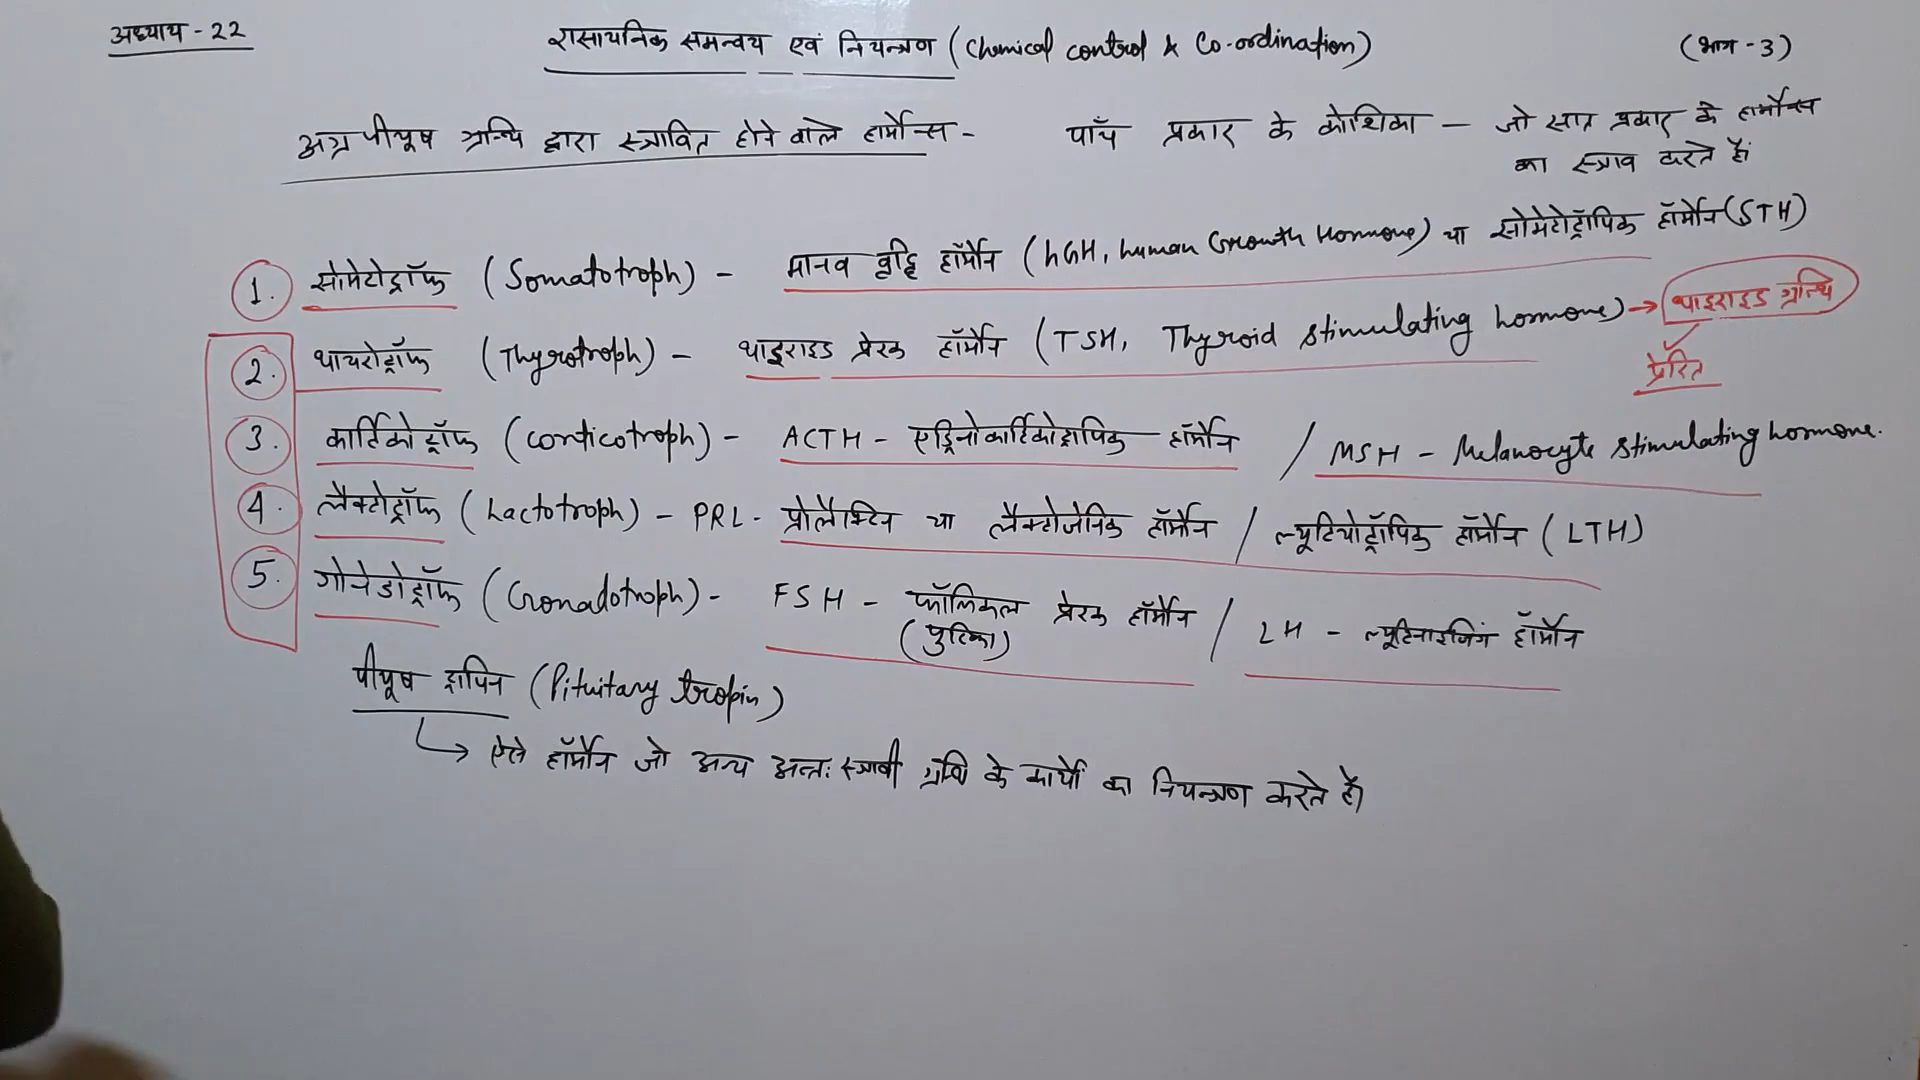 अध्याय - 22
रासायनिक समन्वय एवं नियन्त्रण (Chemical control & Co-ordination)
(भाग - 3)
अग्र पीयूष ग्रन्थि द्वारा स्त्रावित होने वाले हार्मोन्स -
पाँच प्रकार के कोशिका - जो सात प्रकार के हार्मोन्स
का स्त्राव करते हैं।
1. सोमेटोट्रॉफ (Somatotroph) - मानव वृद्धि हॉर्मोन (hGH, human Growth Hormone) या सोमेटोट्रॉपिक हॉर्मोन (STH)
2. थायरोट्रॉफ (Thyrotroph) - थाइराइड प्रेरक हॉर्मोन (TSH, Thyroid stimulating hormone) → थाइराइड ग्रन्थि
प्रेरित
3. कार्टिकोट्रॉफ (Corticotroph) - ACTH - एड्रिनोकार्टिकोट्रापिक हॉर्मोन / MSH - Melanocyte stimulating hormone.
4. लैक्टोट्रॉफ (Lactotroph) - PRL - प्रोलैक्टिन या लैक्टोजेनिक हॉर्मोन / ल्यूटियोट्रॉपिक हॉर्मोन (LTH)
5. गोनेडोट्रॉफ (Gonadotroph) - FSH - फॉलिकल प्रेरक हॉर्मोन / LH - ल्यूटिनाइजिंग हॉर्मोन
(पुटिका)
पीयूष ट्रापिन (Pituitary tropin)
↳ ऐसे हॉर्मोन जो अन्य अन्तः स्त्रावी ग्रन्थि के कार्यों का नियन्त्रण करते हैं।